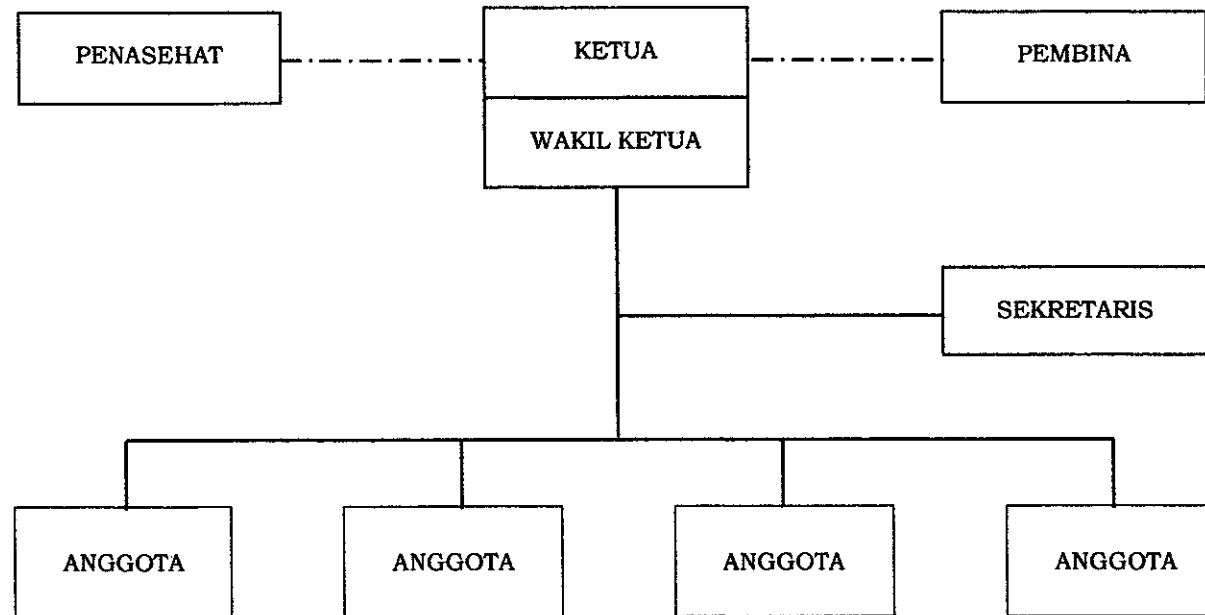 PENASEHAT
KETUA
PEMBINA
WAKIL KETUA
SEKRETARIS
ANGGOTA
ANGGOTA
ANGGOTA
ANGGOTA